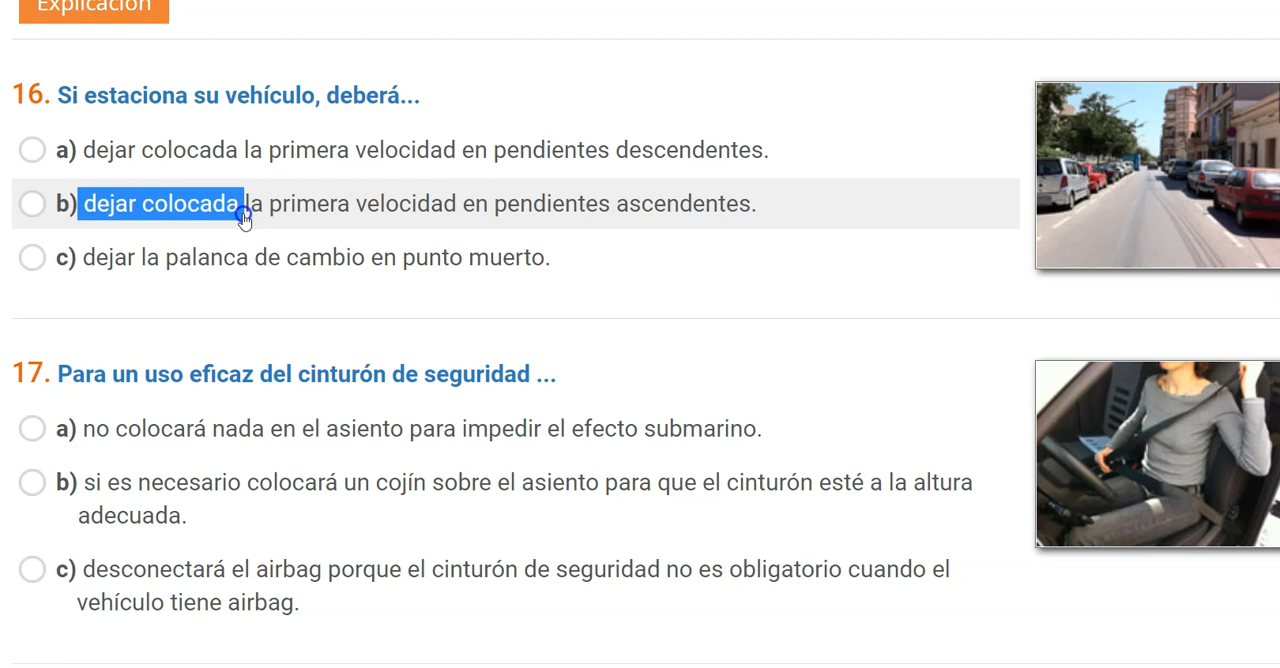 Explicación
16. Si estaciona su vehículo, deberá...
a) dejar colocada la primera velocidad en pendientes descendentes.
b) dejar colocada la primera velocidad en pendientes ascendentes.
c) dejar la palanca de cambio en punto muerto.
17. Para un uso eficaz del cinturón de seguridad ...
a) no colocará nada en el asiento para impedir el efecto submarino.
b) si es necesario colocará un cojín sobre el asiento para que el cinturón esté a la altura
adecuada.
c) desconectará el airbag porque el cinturón de seguridad no es obligatorio cuando el
vehículo tiene airbag.